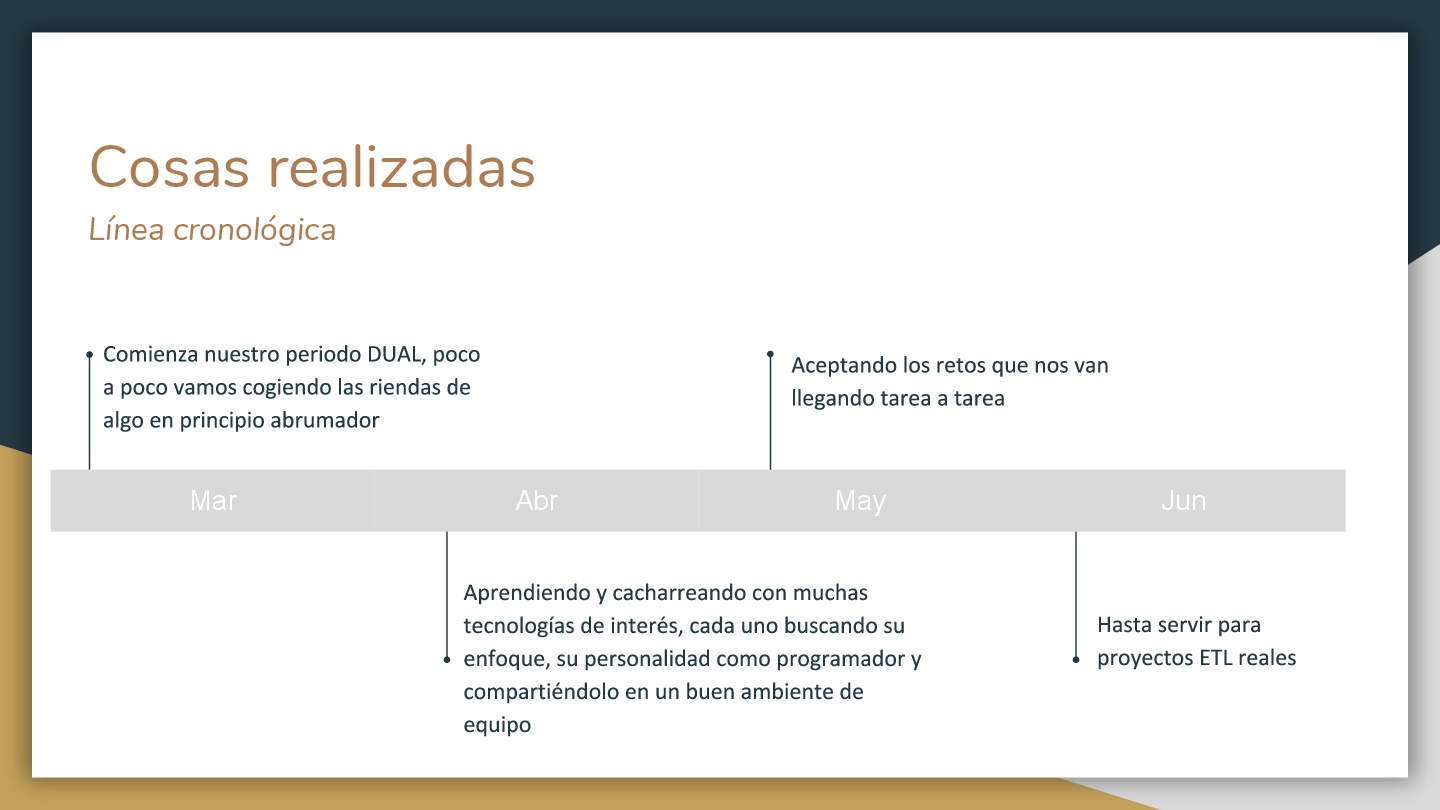 Cosas realizadas
Línea cronológica
Comienza nuestro periodo DUAL, poco
a poco vamos cogiendo las riendas de
algo en principio abrumador
Aceptando los retos que nos van
llegando tarea a tarea
Mar
Abr
May
Jun
Aprendiendo y cacharreando con muchas
tecnologías de interés, cada uno buscando su
enfoque, su personalidad como programador y
compartiéndolo en un buen ambiente de
equipo
Hasta servir para
proyectos ETL reales